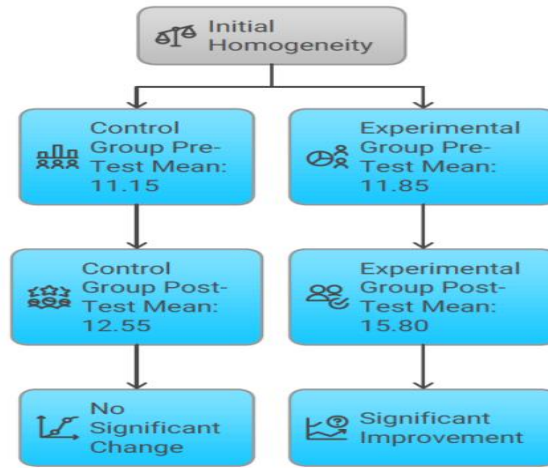 Initial
Homogeneity
Control
Group Pre-
Test Mean:
11.15
Experimental
Group Pre-
Test Mean:
11.85
Control
Group Post-
Test Mean:
12.55
Experimental
Group Post-
Test Mean:
15.80
No
Significant
Change
Significant
Improvement